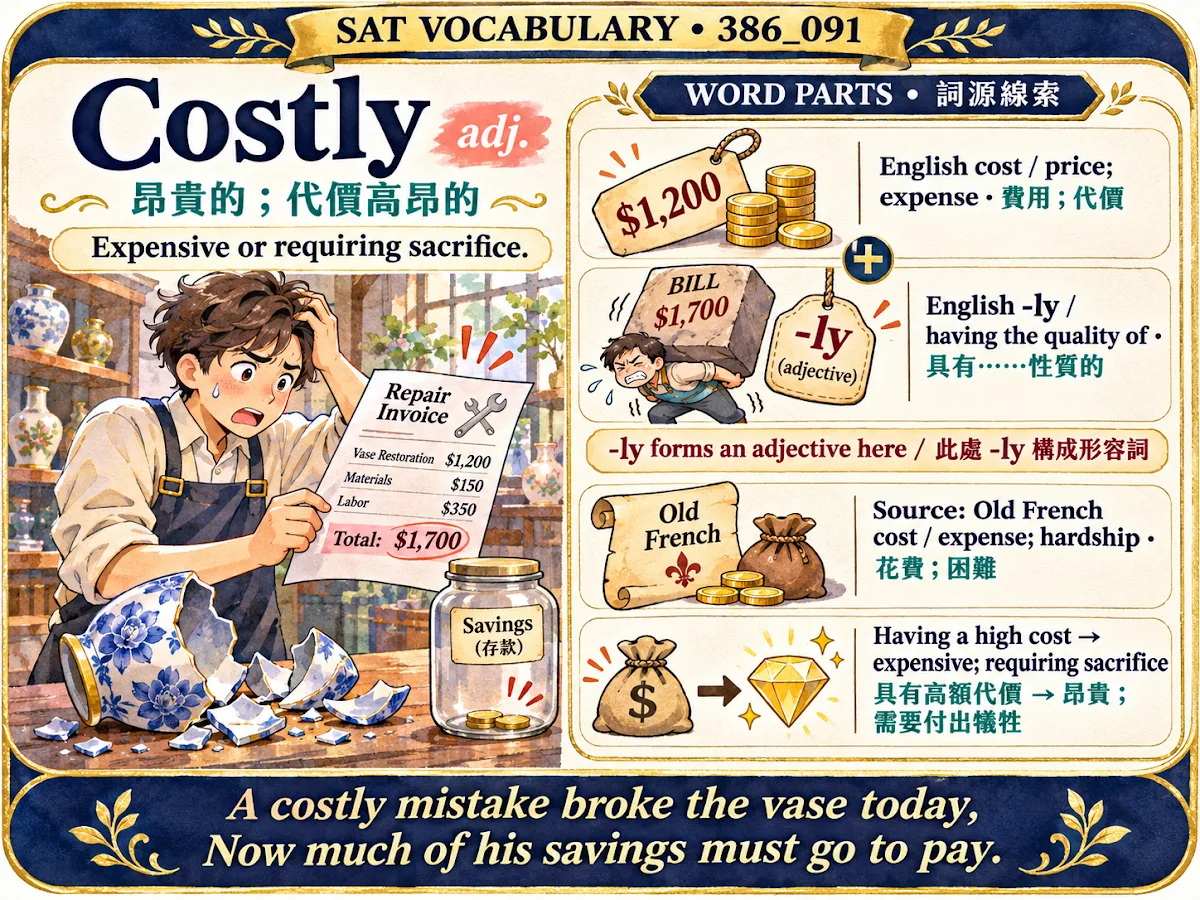 SAT VOCABULARY • 386_091
Costly
adj.
昂貴的；代價高昂的
Expensive or requiring sacrifice.
Repair
Invoice
Vase Restoration $1,200
Materials $150
Labor $350
Total: $1,700
Savings
(存款)
WORD PARTS • 詞源線索
$1,200
English cost / price;
expense • 費用；代價
+
BILL
$1,700
-ly
(adjective)
English -ly /
having the quality of •
具有……性質的
-ly forms an adjective here / 此處 -ly 構成形容詞
Old
French
Source: Old French
cost / expense; hardship •
花費；困難
$
Having a high cost →
expensive; requiring sacrifice
具有高額代價 → 昂貴；
需要付出犧牲
A costly mistake broke the vase today,
Now much of his savings must go to pay.